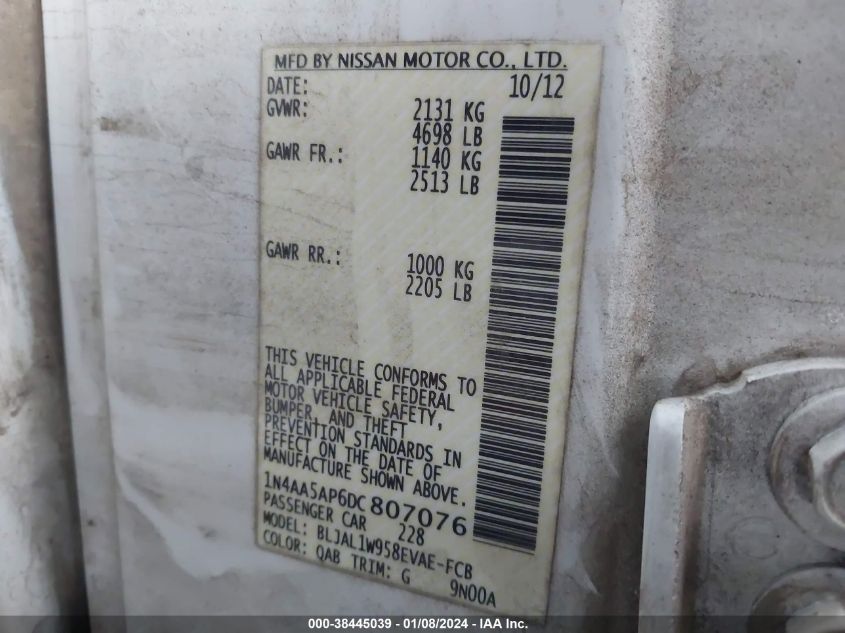 MFD BY NISSAN MOTOR CO., LTD.
DATE: 10/12
GVWR: 2131 KG
4698 LB
GAWR FR.: 1140 KG
2513 LB
GAWR RR.: 1000 KG
2205 LB
THIS VEHICLE CONFORMS TO
ALL APPLICABLE FEDERAL
MOTOR VEHICLE SAFETY,
BUMPER, AND THEFT
PREVENTION STANDARDS IN
EFFECT ON THE DATE OF
MANUFACTURE SHOWN ABOVE.
1N4AA5AP6DC807076
PASSENGER CAR 228
MODEL: BLJAL1W958EVAE-FCB
COLOR: QAB TRIM: G 9N00A
000-38445039 - 01/08/2024 - IAA Inc.